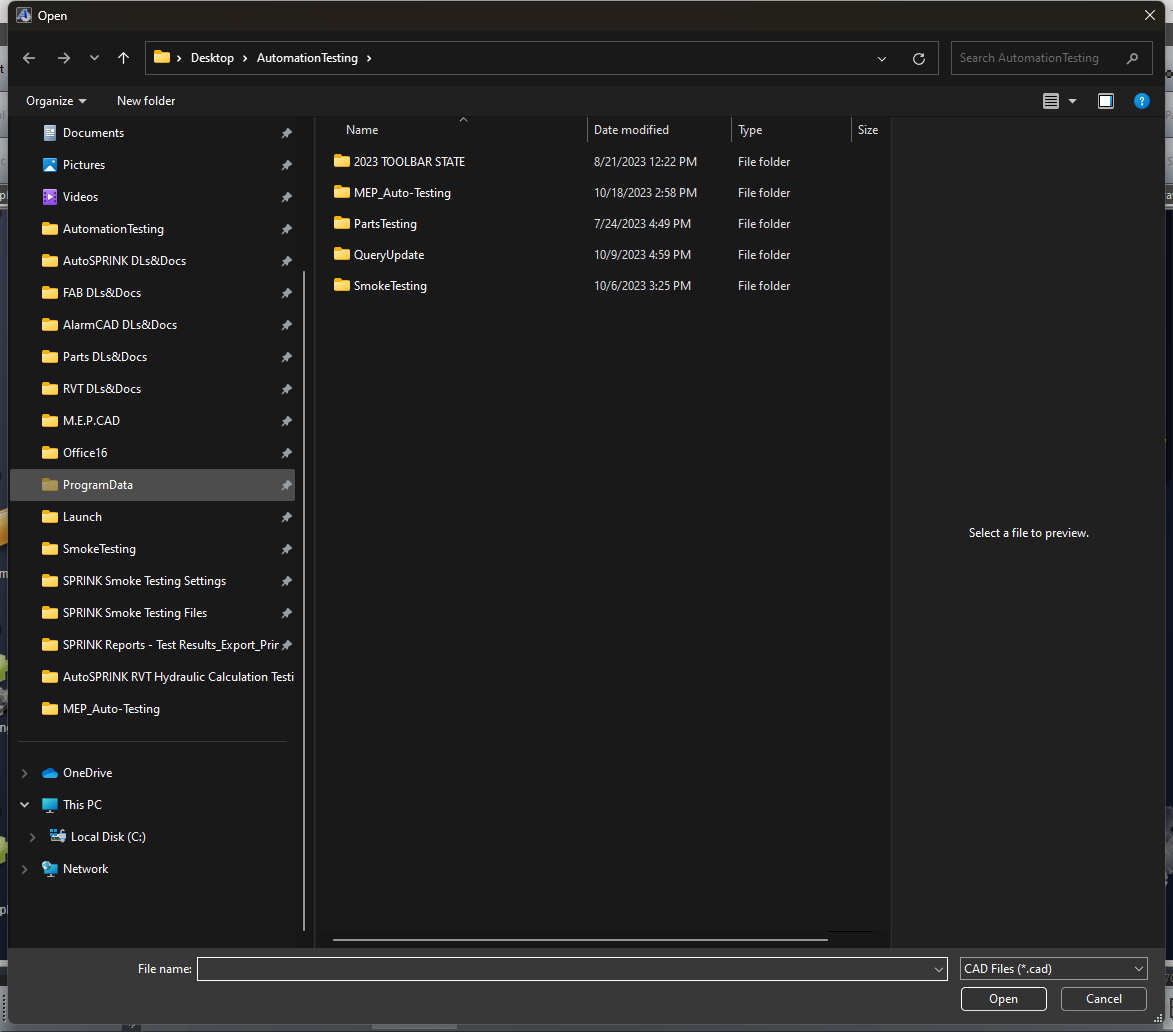 Open
Desktop > AutomationTesting >
Search AutomationTesting
Organize
New folder
Documents
Pictures
Videos
AutomationTesting
AutoSPRINK DLs&Docs
FAB DLs&Docs
AlarmCAD DLs&Docs
Parts DLs&Docs
RVT DLs&Docs
M.E.P.CAD
Office16
ProgramData
Launch
SmokeTesting
SPRINK Smoke Testing Settings
SPRINK Smoke Testing Files
SPRINK Reports - Test Results_Export_Prir
AutoSPRINK RVT Hydraulic Calculation Testi
MEP_Auto-Testing
OneDrive
This PC
Local Disk (C:)
Network
Name Date modified Type Size
2023 TOOLBAR STATE 8/21/2023 12:22 PM File folder
MEP_Auto-Testing 10/18/2023 2:58 PM File folder
PartsTesting 7/24/2023 4:49 PM File folder
QueryUpdate 10/9/2023 4:59 PM File folder
SmokeTesting 10/6/2023 3:25 PM File folder
Select a file to preview.
File name:
CAD Files (*.cad)
Open
Cancel